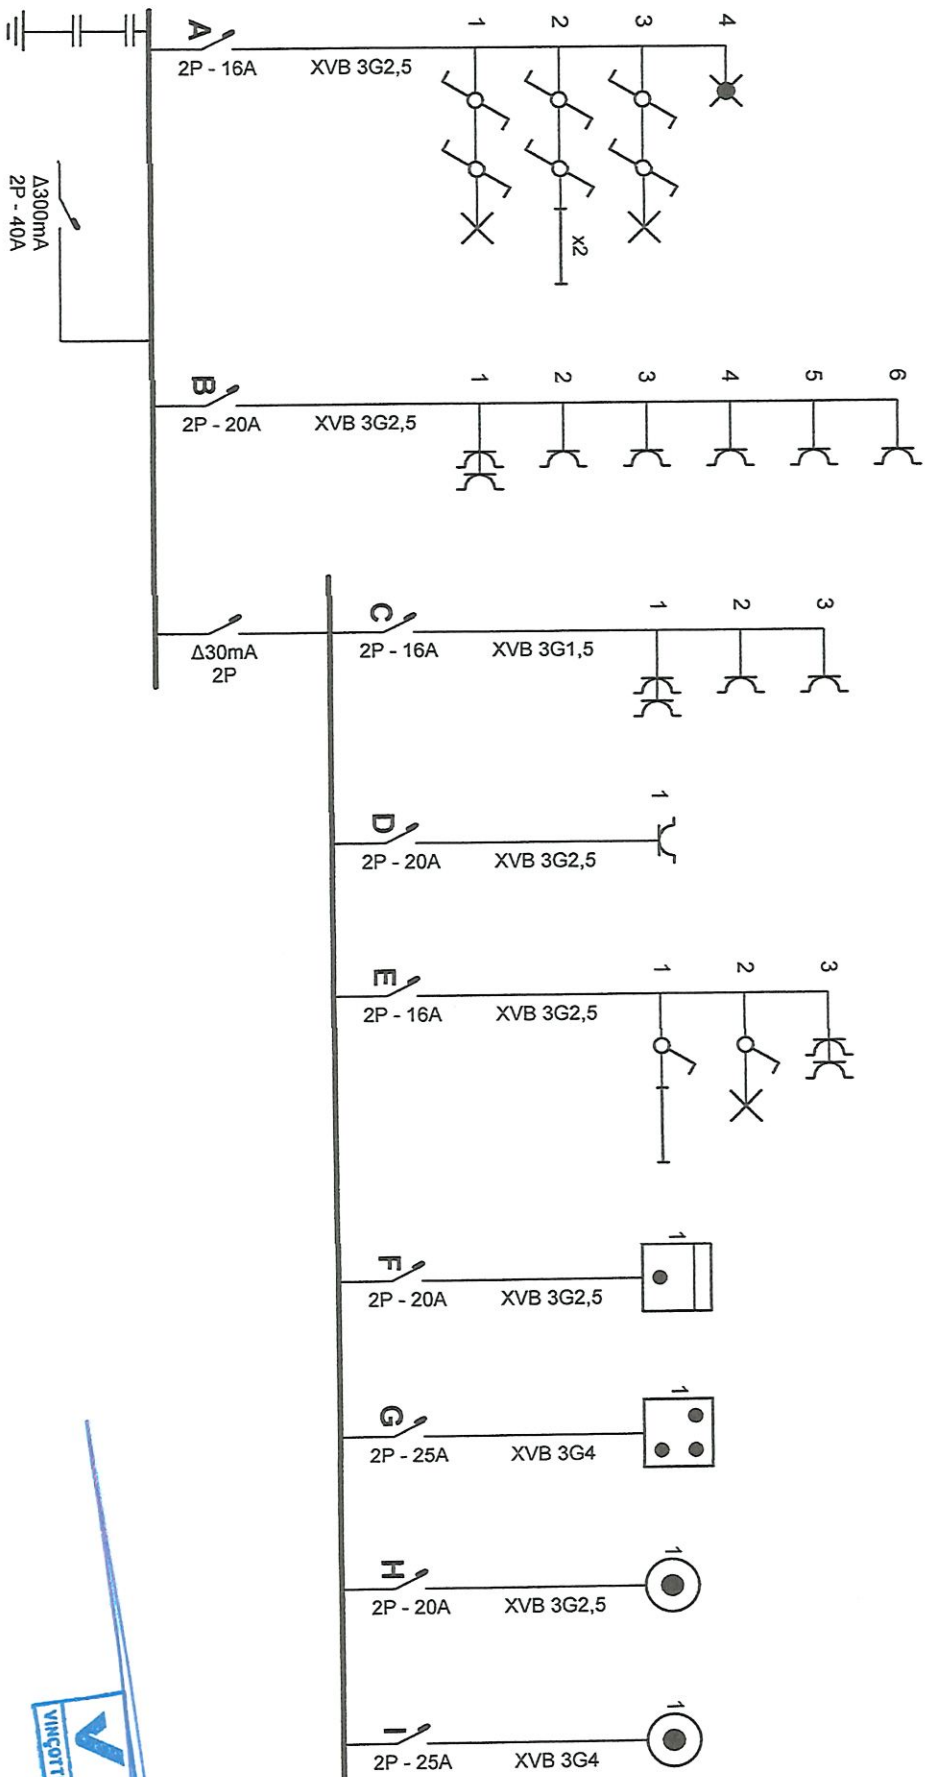 A
2P - 16A
XVB 3G2,5
1
2
3
4
x2
Δ300mA
2P - 40A
B
2P - 20A
XVB 3G2,5
1
2
3
4
5
6
Δ30mA
2P
C
2P - 16A
XVB 3G1,5
1
2
3
D
2P - 20A
XVB 3G2,5
1
E
2P - 16A
XVB 3G2,5
1
2
3
F
2P - 20A
XVB 3G2,5
1
G
2P - 25A
XVB 3G4
1
H
2P - 20A
XVB 3G2,5
1
I
2P - 25A
XVB 3G4
1
VINÇOTT